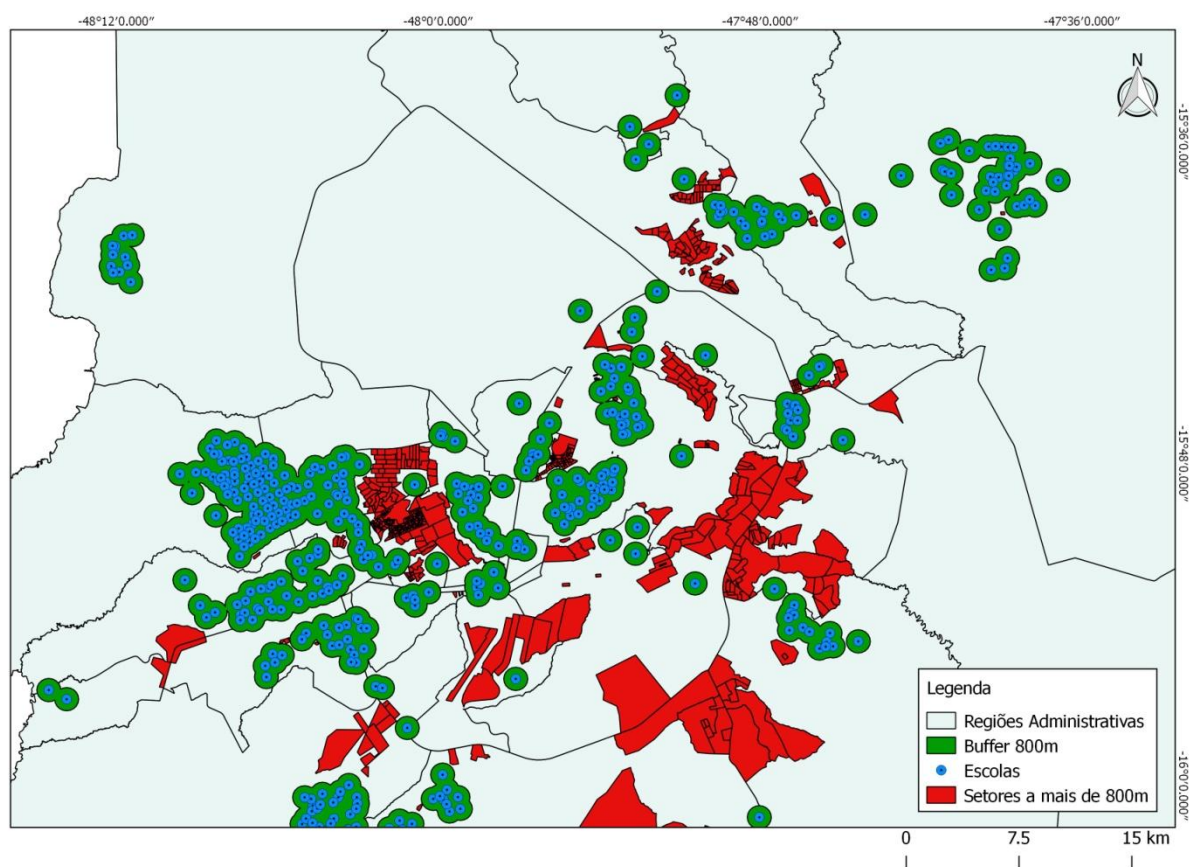 -48°12'0.000" -48°0'0.000" -47°48'0.000" -47°36'0.000"
N
-15°36'0.000"
-15°48'0.000"
-16°0'0.000"
Legenda
Regiões Administrativas
Buffer 800m
Escolas
Setores a mais de 800m
0 7.5 15 km